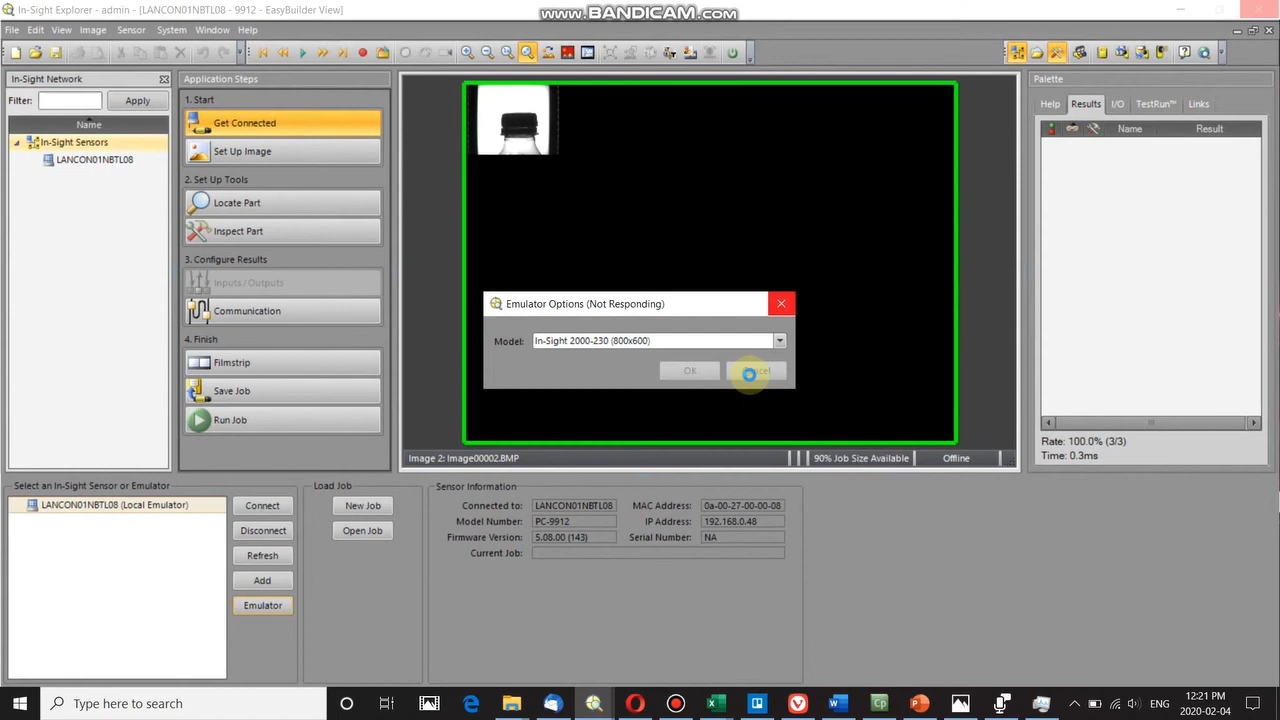 In-Sight Explorer - admin - [LANCON01NBTL08 - 9912 - EasyBuilder View]
www.BANDICAM.com
File Edit View Image Sensor System Window Help
In-Sight Network
Filter:
Apply
Name
In-Sight Sensors
LANCON01NBTL08
Application Steps
1. Start
Get Connected
Set Up Image
2. Set Up Tools
Locate Part
Inspect Part
3. Configure Results
Inputs / Outputs
Communication
4. Finish
Filmstrip
Save Job
Run Job
Emulator Options (Not Responding)
Model: In-Sight 2000-230 (800x600)
OK
Image 2: Image00002.BMP
90% Job Size Available
Offline
Palette
Help Results I/O TestRun™ Links
Name Result
Rate: 100.0% (3/3)
Time: 0.3ms
Select an In-Sight Sensor or Emulator
LANCON01NBTL08 (Local Emulator)
Connect
Disconnect
Refresh
Add
Emulator
Load Job
New Job
Open Job
Sensor Information
Connected to: LANCON01NBTL08 MAC Address: 0a-00-27-00-00-08
Model Number: PC-9912 IP Address: 192.168.0.48
Firmware Version: 5.08.00 (143) Serial Number: NA
Current Job:
Type here to search
ENG
12:21 PM
2020-02-04